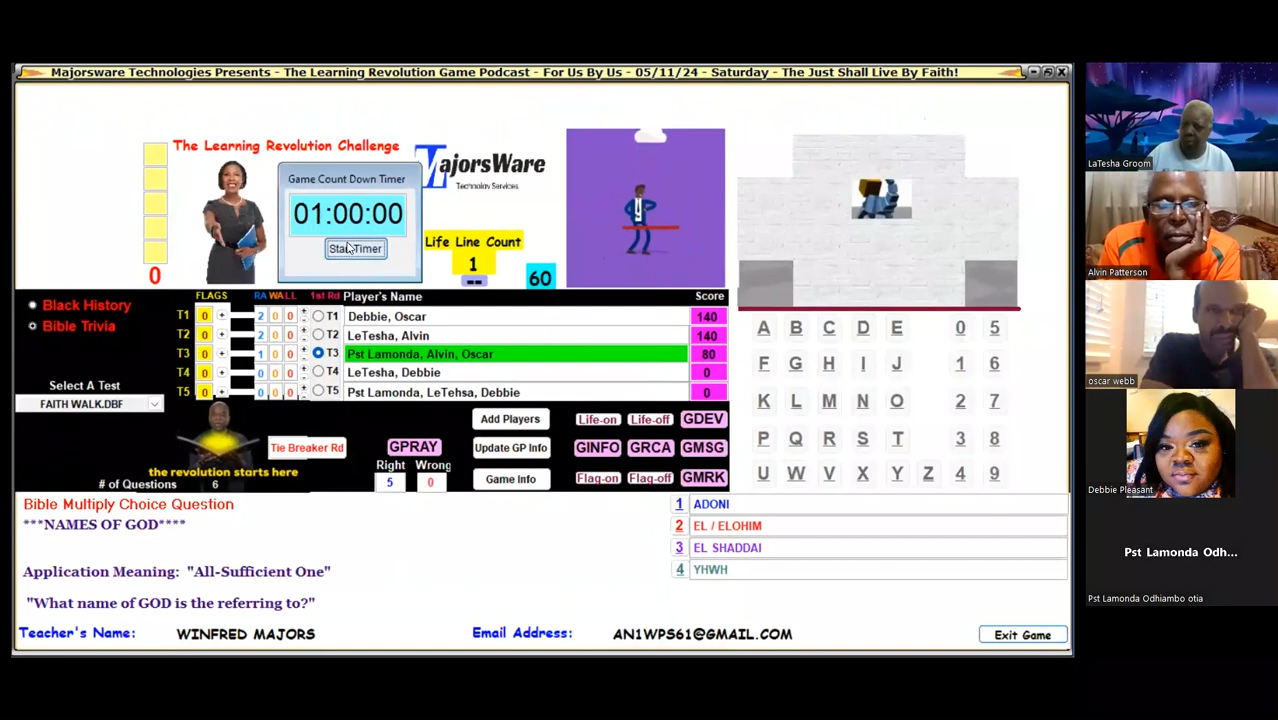 Majorsware Technologies Presents - The Learning Revolution Game Podcast - For Us By Us - 05/11/24 - Saturday - The Just Shall Live By Faith!
The Learning Revolution Challenge
Game Count Down Timer
01:00:00
Start Timer
MajorsWare
Technology Services
Life Line Count
1
--
60
0
FLAGS RA WA LL 1st Rd Player's Name Score
Black History
Bible Trivia
T1 0 + 2 0 0 T1 Debbie, Oscar 140
T2 0 + 2 0 0 T2 LeTesha, Alvin 140
T3 0 + 1 0 0 T3 Pst Lamonda, Alvin, Oscar 80
T4 0 + 0 0 0 T4 LeTesha, Debbie 0
T5 0 + 0 0 0 T5 Pst Lamonda, LeTehsa, Debbie 0
Select A Test
FAITH WALK.DBF
the revolution starts here
# of Questions 6
Tie Breaker Rd
GPRAY
Right Wrong
5 0
Add Players Life-on Life-off GDEV
Update GP Info GINFO GRCA GMSG
Game Info Flag-on Flag-off GMRK
A B C D E 0 5
F G H I J 1 6
K L M N O 2 7
P Q R S T 3 8
U W V X Y Z 4 9
Bible Multiply Choice Question
***NAMES OF GOD****
Application Meaning: "All-Sufficient One"
"What name of GOD is the referring to?"
1 ADONI
2 EL / ELOHIM
3 EL SHADDAI
4 YHWH
Teacher's Name: WINFRED MAJORS Email Address: AN1WPS61@GMAIL.COM Exit Game
LaTesha Groom
Alvin Patterson
oscar webb
Debbie Pleasant
Pst Lamonda Odh...
Pst Lamonda Odhiambo otia